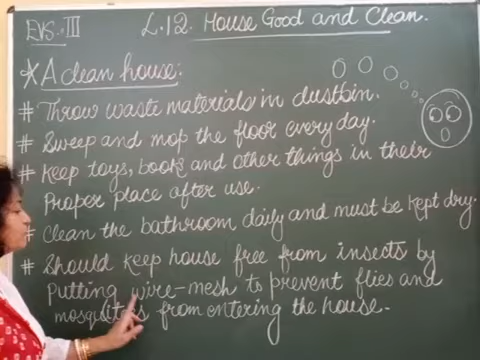 EVS-III
L.12. House Good and Clean.
* A clean house:
# Throw waste materials in dustbin.
# Sweep and mop the floor every day.
# Keep toys, books and other things in their
Proper place after use.
# Clean the bathroom daily and must be kept dry.
# Should keep house free from insects by
Putting wire-mesh to prevent flies and
mosquitoes from entering the house.